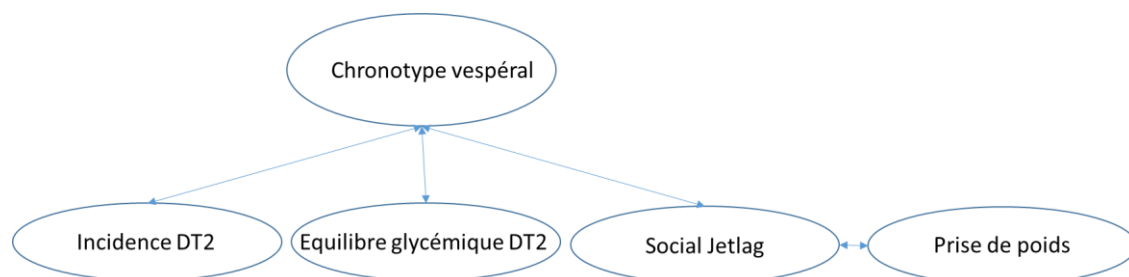 Chronotype vespéral
Incidence DT2
Equilibre glycémique DT2
Social Jetlag
Prise de poids